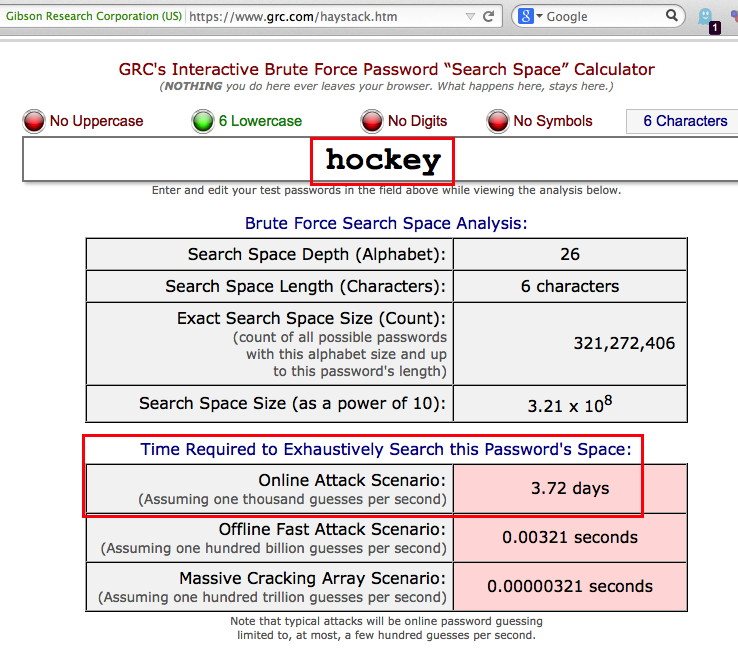 Gibson Research Corporation (US) https://www.grc.com/haystack.htm Google 1
GRC's Interactive Brute Force Password “Search Space” Calculator
(NOTHING you do here ever leaves your browser. What happens here, stays here.)
No Uppercase 6 Lowercase No Digits No Symbols 6 Characters
hockey
Enter and edit your test passwords in the field above while viewing the analysis below.
Brute Force Search Space Analysis:
Search Space Depth (Alphabet): 26
Search Space Length (Characters): 6 characters
Exact Search Space Size (Count):
(count of all possible passwords
with this alphabet size and up
to this password's length)
321,272,406
Search Space Size (as a power of 10): 3.21 x 10⁸
Time Required to Exhaustively Search this Password's Space:
Online Attack Scenario:
(Assuming one thousand guesses per second)
3.72 days
Offline Fast Attack Scenario:
(Assuming one hundred billion guesses per second)
0.00321 seconds
Massive Cracking Array Scenario:
(Assuming one hundred trillion guesses per second)
0.00000321 seconds
Note that typical attacks will be online password guessing
limited to, at most, a few hundred guesses per second.